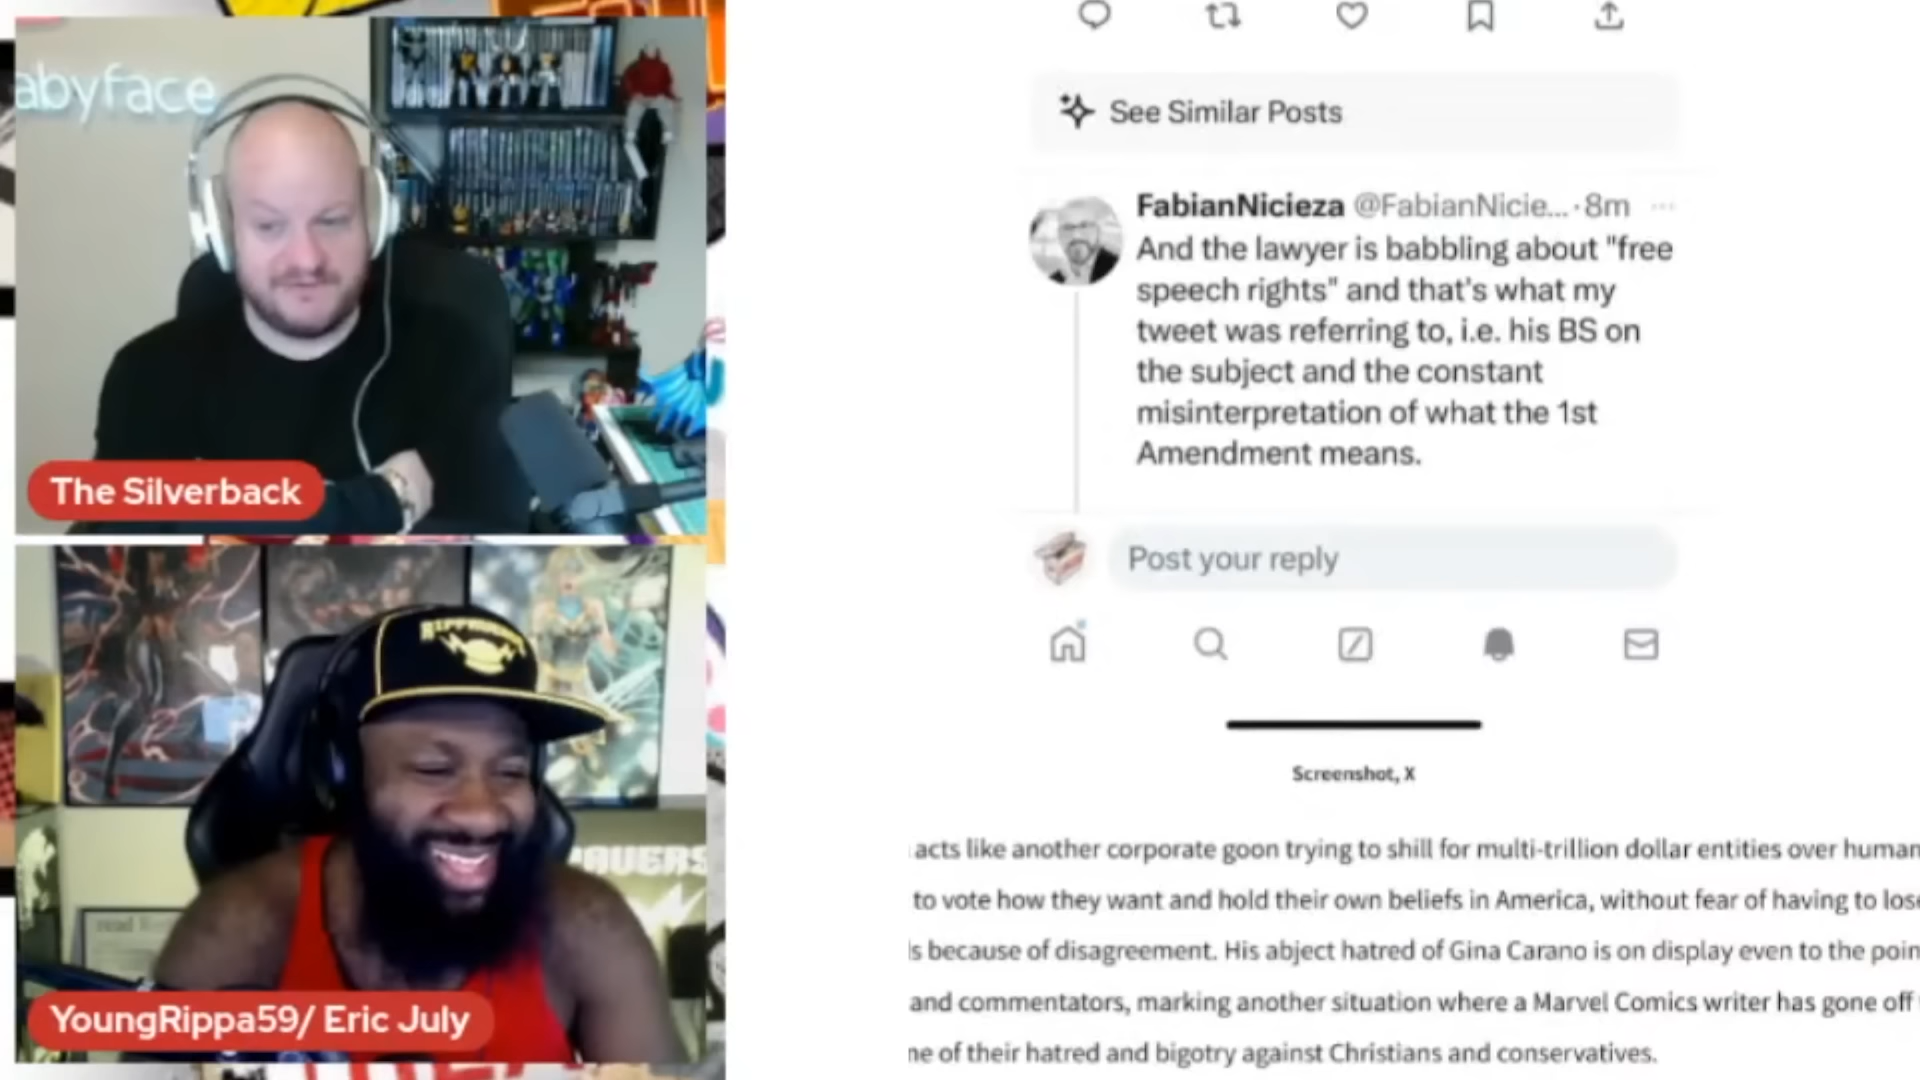 abyface
The Silverback
YoungRippa59/ Eric July
See Similar Posts
FabianNicieza @FabianNicie... · 8m
And the lawyer is babbling about "free
speech rights" and that's what my
tweet was referring to, i.e. his BS on
the subject and the constant
misinterpretation of what the 1st
Amendment means.
Post your reply
Screenshot, X
acts like another corporate goon trying to shill for multi-trillion dollar entities over human
to vote how they want and hold their own beliefs in America, without fear of having to lose
s because of disagreement. His abject hatred of Gina Carano is on display even to the poin
and commentators, marking another situation where a Marvel Comics writer has gone off
ne of their hatred and bigotry against Christians and conservatives.